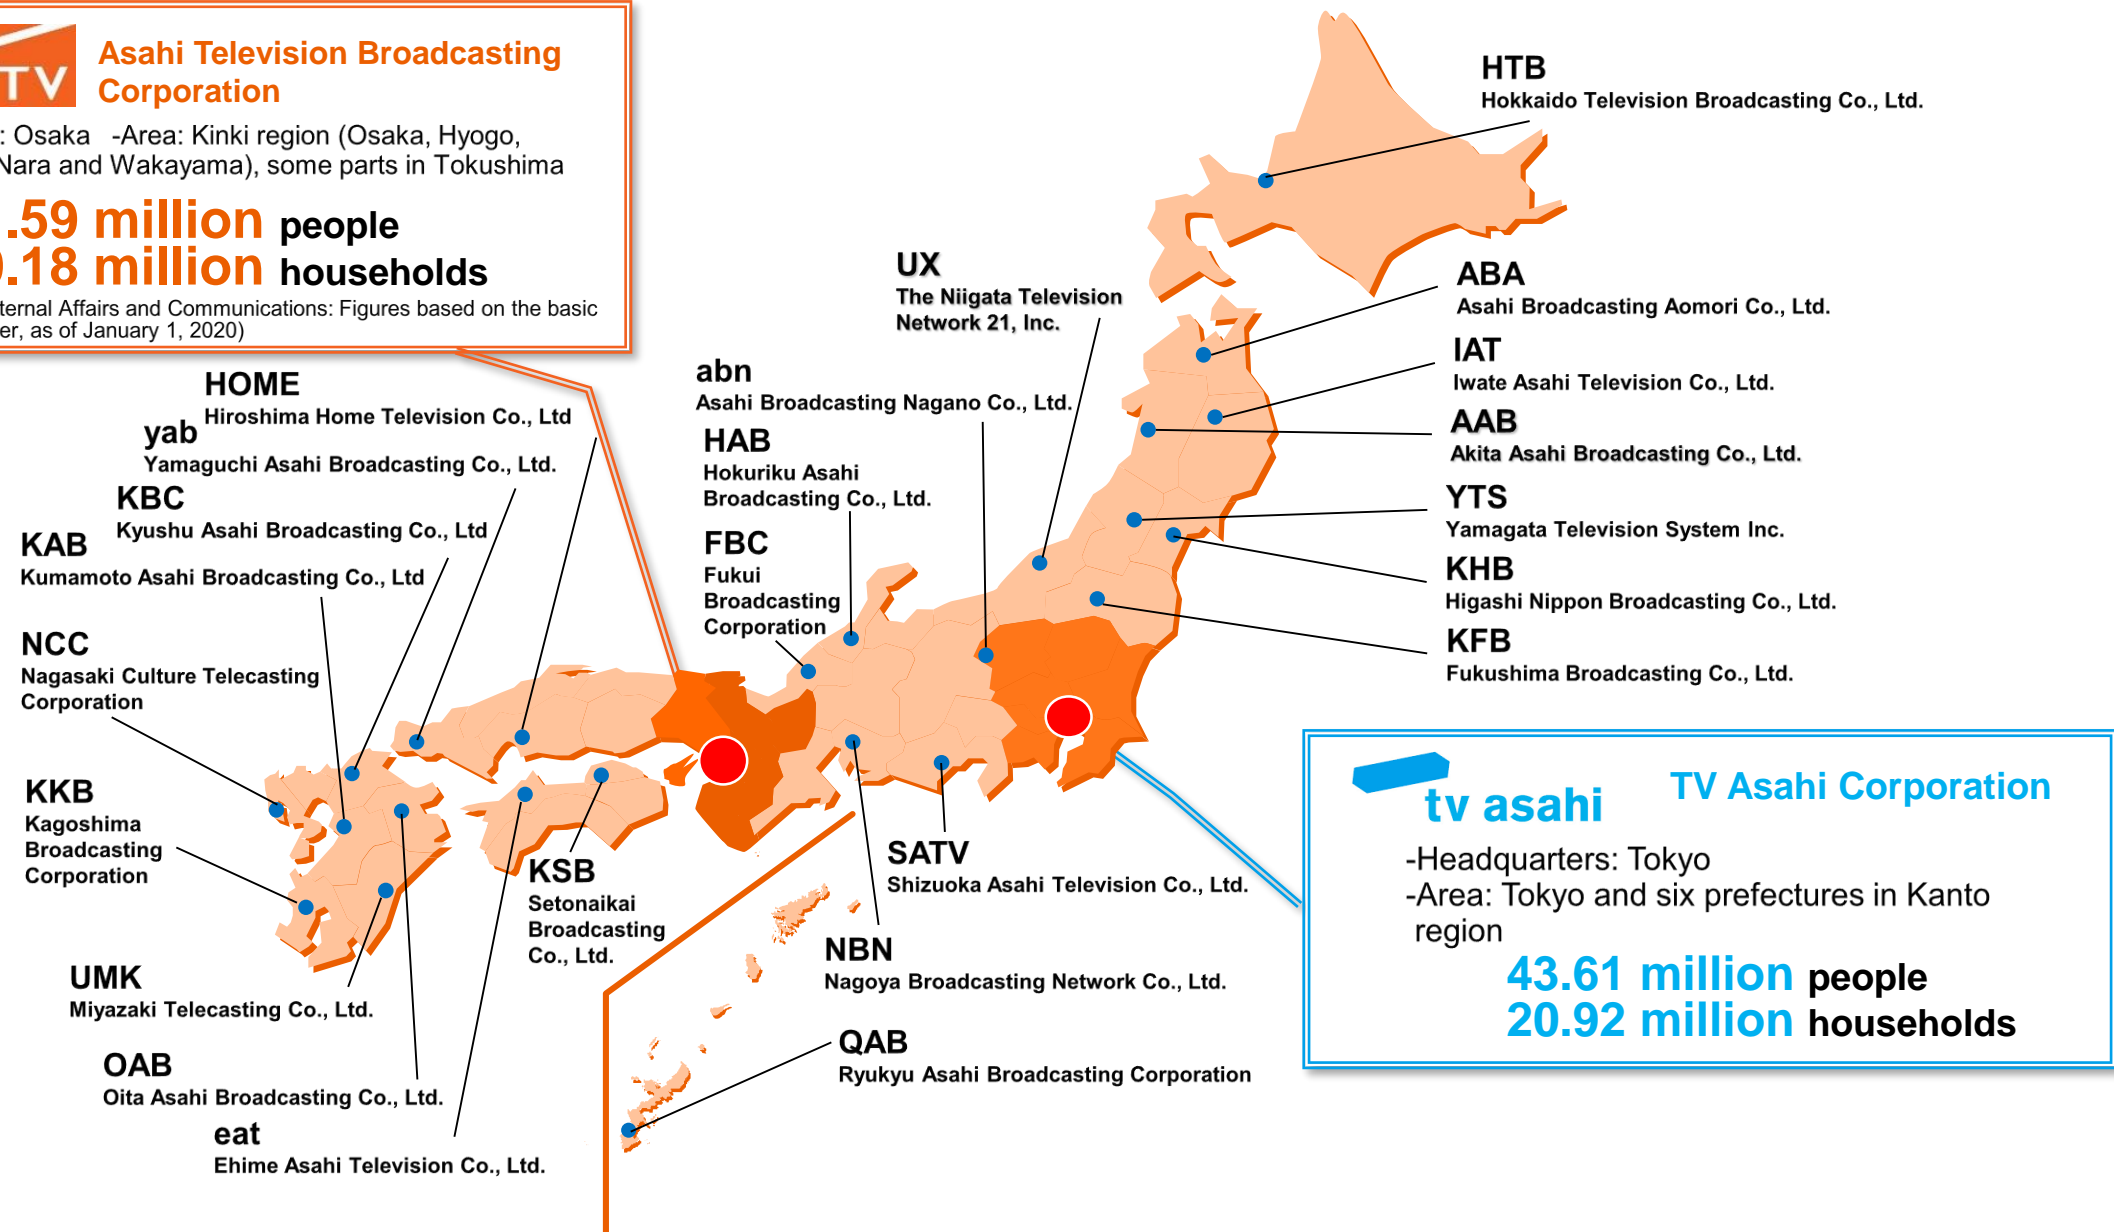 TV
Asahi Television Broadcasting
Corporation
: Osaka -Area: Kinki region (Osaka, Hyogo,
Nara and Wakayama), some parts in Tokushima
.59 million people
.18 million households
ternal Affairs and Communications: Figures based on the basic
er, as of January 1, 2020)
HTB
Hokkaido Television Broadcasting Co., Ltd.
UX
The Niigata Television
Network 21, Inc.
ABA
Asahi Broadcasting Aomori Co., Ltd.
IAT
Iwate Asahi Television Co., Ltd.
AAB
Akita Asahi Broadcasting Co., Ltd.
YTS
Yamagata Television System Inc.
KHB
Higashi Nippon Broadcasting Co., Ltd.
KFB
Fukushima Broadcasting Co., Ltd.
abn
Asahi Broadcasting Nagano Co., Ltd.
HAB
Hokuriku Asahi
Broadcasting Co., Ltd.
FBC
Fukui
Broadcasting
Corporation
HOME
Hiroshima Home Television Co., Ltd
yab
Yamaguchi Asahi Broadcasting Co., Ltd.
KBC
Kyushu Asahi Broadcasting Co., Ltd
KAB
Kumamoto Asahi Broadcasting Co., Ltd
NCC
Nagasaki Culture Telecasting
Corporation
KKB
Kagoshima
Broadcasting
Corporation
UMK
Miyazaki Telecasting Co., Ltd.
OAB
Oita Asahi Broadcasting Co., Ltd.
eat
Ehime Asahi Television Co., Ltd.
KSB
Setonaikai
Broadcasting
Co., Ltd.
SATV
Shizuoka Asahi Television Co., Ltd.
NBN
Nagoya Broadcasting Network Co., Ltd.
QAB
Ryukyu Asahi Broadcasting Corporation
tv asahi
TV Asahi Corporation
-Headquarters: Tokyo
-Area: Tokyo and six prefectures in Kanto
region
43.61 million people
20.92 million households